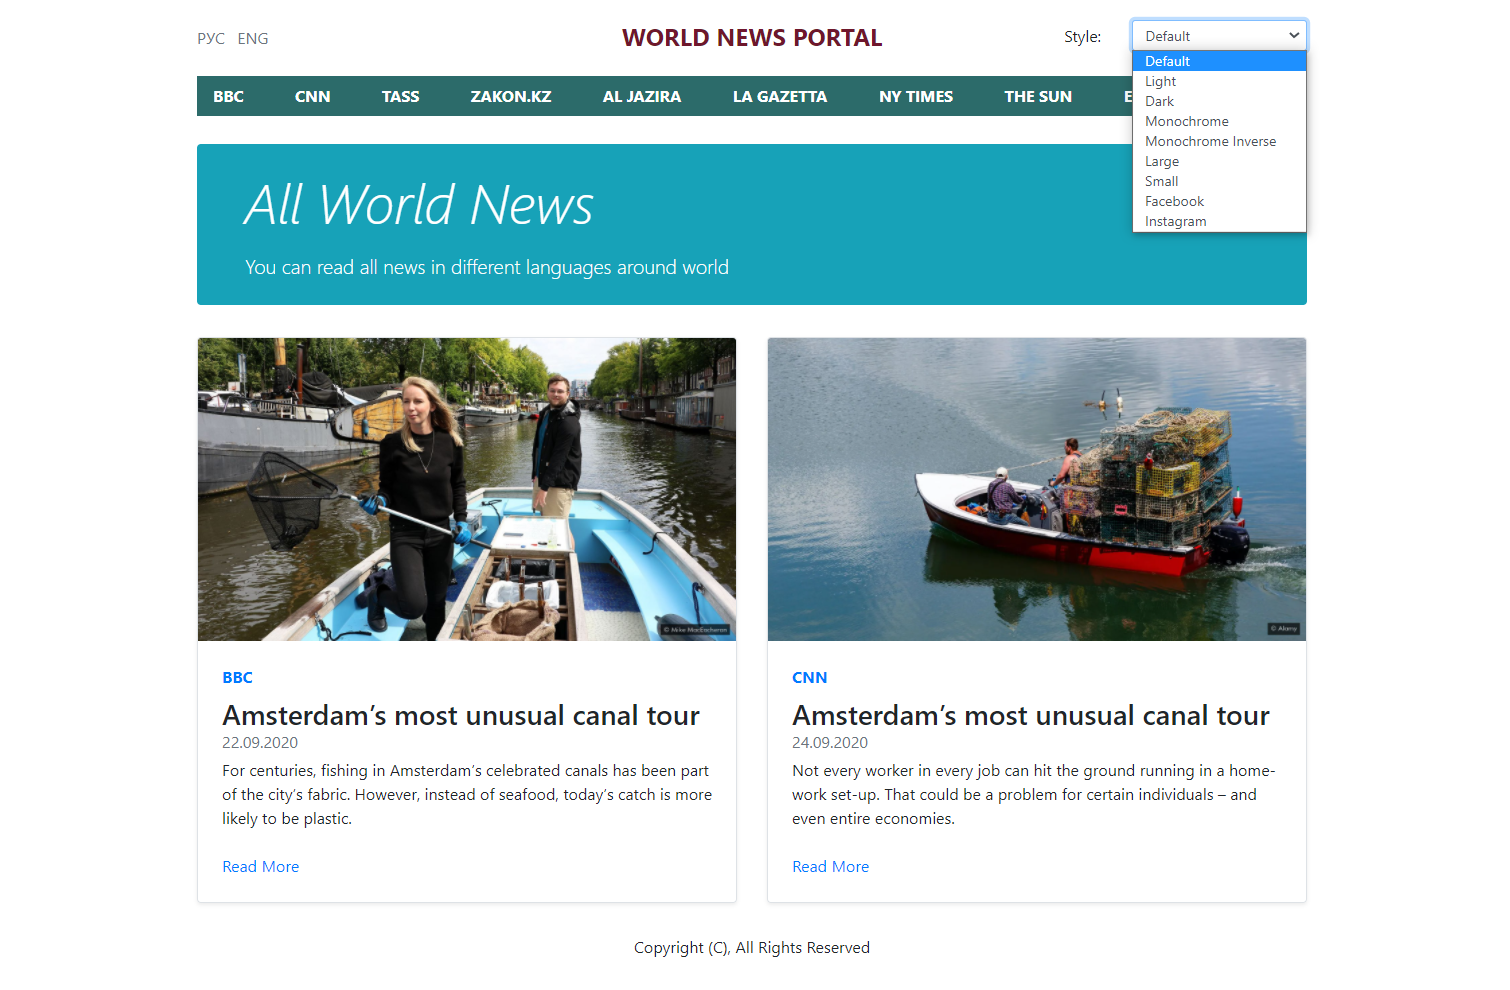 РУС ENG
WORLD NEWS PORTAL
Style:
Default
Default
Light
Dark
Monochrome
Monochrome Inverse
Large
Small
Facebook
Instagram
BBC CNN TASS ZAKON.KZ AL JAZIRA LA GAZETTA NY TIMES THE SUN
All World News
You can read all news in different languages around world
© Mike MacEacheran
© Alamy
BBC
Amsterdam’s most unusual canal tour
22.09.2020
For centuries, fishing in Amsterdam’s celebrated canals has been part
of the city’s fabric. However, instead of seafood, today’s catch is more
likely to be plastic.
Read More
CNN
Amsterdam’s most unusual canal tour
24.09.2020
Not every worker in every job can hit the ground running in a home-
work set-up. That could be a problem for certain individuals – and
even entire economies.
Read More
Copyright (C), All Rights Reserved